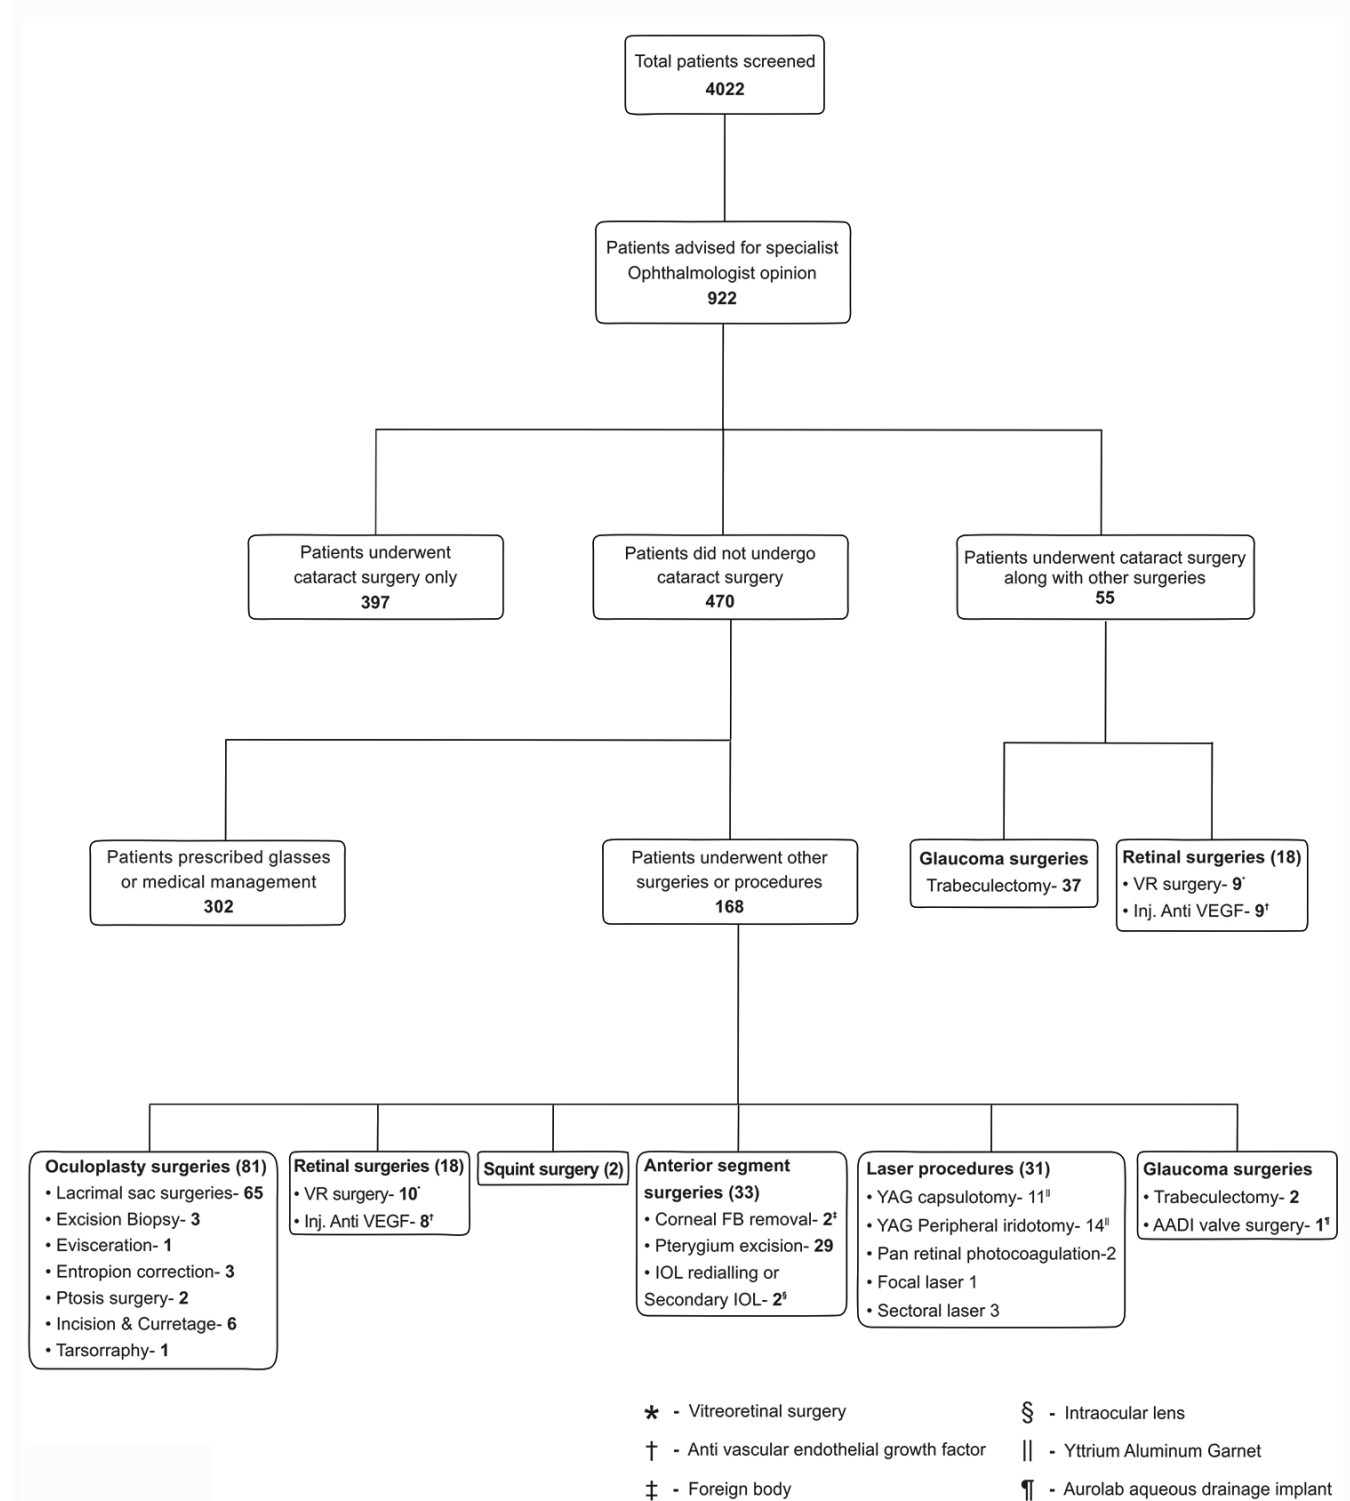 Total patients screened
4022
Patients advised for specialist
Ophthalmologist opinion
922
Patients underwent
cataract surgery only
397
Patients did not undergo
cataract surgery
470
Patients underwent cataract surgery
along with other surgeries
55
Patients prescribed glasses
or medical management
302
Patients underwent other
surgeries or procedures
168
Glaucoma surgeries
Trabeculectomy- 37
Retinal surgeries (18)
• VR surgery- 9*
• Inj. Anti VEGF- 9†
Oculoplasty surgeries (81)
• Lacrimal sac surgeries- 65
• Excision Biopsy- 3
• Evisceration- 1
• Entropion correction- 3
• Ptosis surgery- 2
• Incision & Curretage- 6
• Tarsorraphy- 1
Retinal surgeries (18)
• VR surgery- 10*
• Inj. Anti VEGF- 8†
Squint surgery (2)
Anterior segment
surgeries (33)
• Corneal FB removal- 2‡
• Pterygium excision- 29
• IOL redialling or
Secondary IOL- 2§
Laser procedures (31)
• YAG capsulotomy- 11||
• YAG Peripheral iridotomy- 14||
• Pan retinal photocoagulation-2
• Focal laser 1
• Sectoral laser 3
Glaucoma surgeries
• Trabeculectomy- 2
• AADI valve surgery- 1¶
* - Vitreoretinal surgery
† - Anti vascular endothelial growth factor
‡ - Foreign body
§ - Intraocular lens
|| - Yttrium Aluminum Garnet
¶ - Aurolab aqueous drainage implant